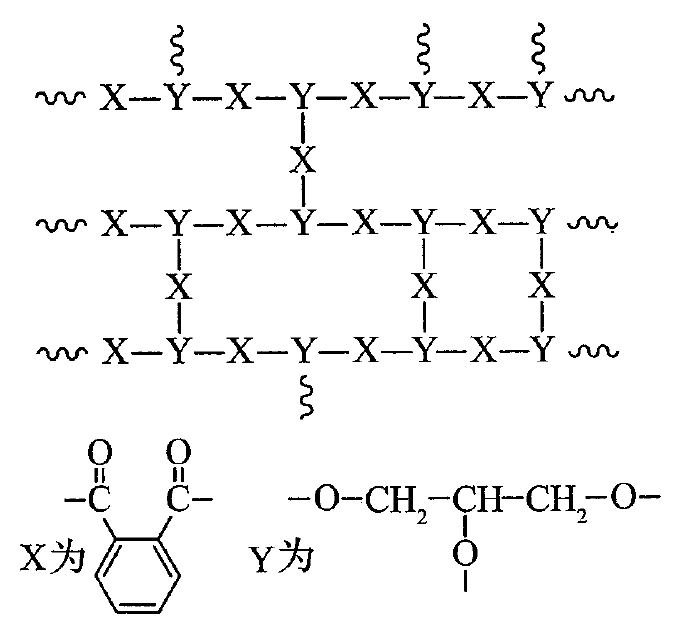 X—Y—X—Y—X—Y—X—Y
X
X—Y—X—Y—X—Y—X—Y
X X X
X—Y—X—Y—X—Y—X—Y
O O
—C C— —O—CH₂—CH—CH₂—O—
X为 Y为 O